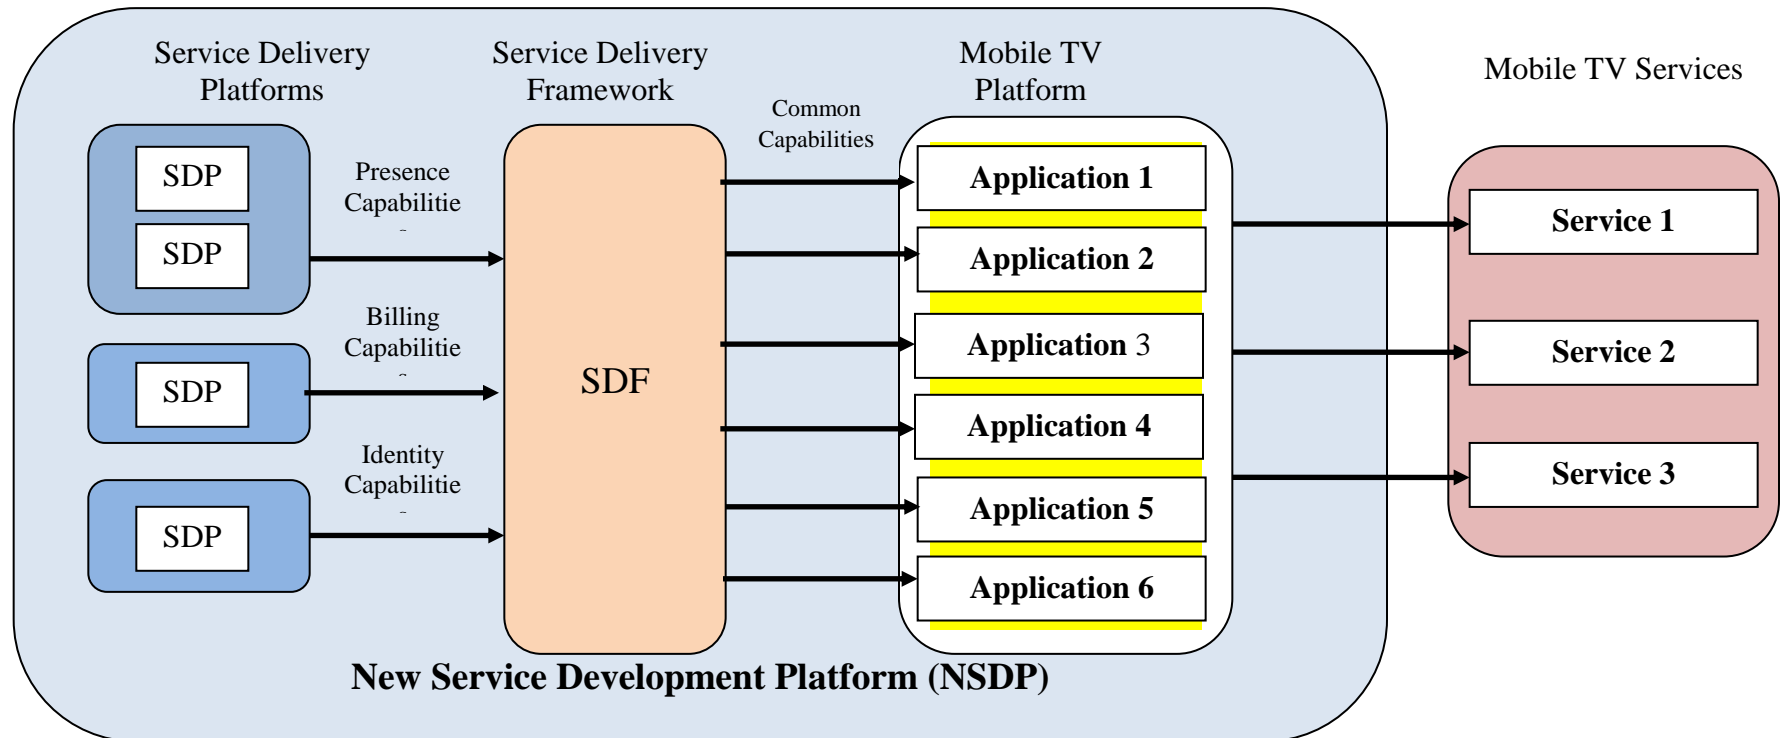 Service Delivery
Platforms
Service Delivery
Framework
Mobile TV
Platform
Mobile TV Services
Common
Capabilities
SDP
SDP
Presence
Capabilitie
Billing
Capabilitie
SDP
Identity
Capabilitie
SDP
SDF
Application 1
Application 2
Application 3
Application 4
Application 5
Application 6
Service 1
Service 2
Service 3
New Service Development Platform (NSDP)